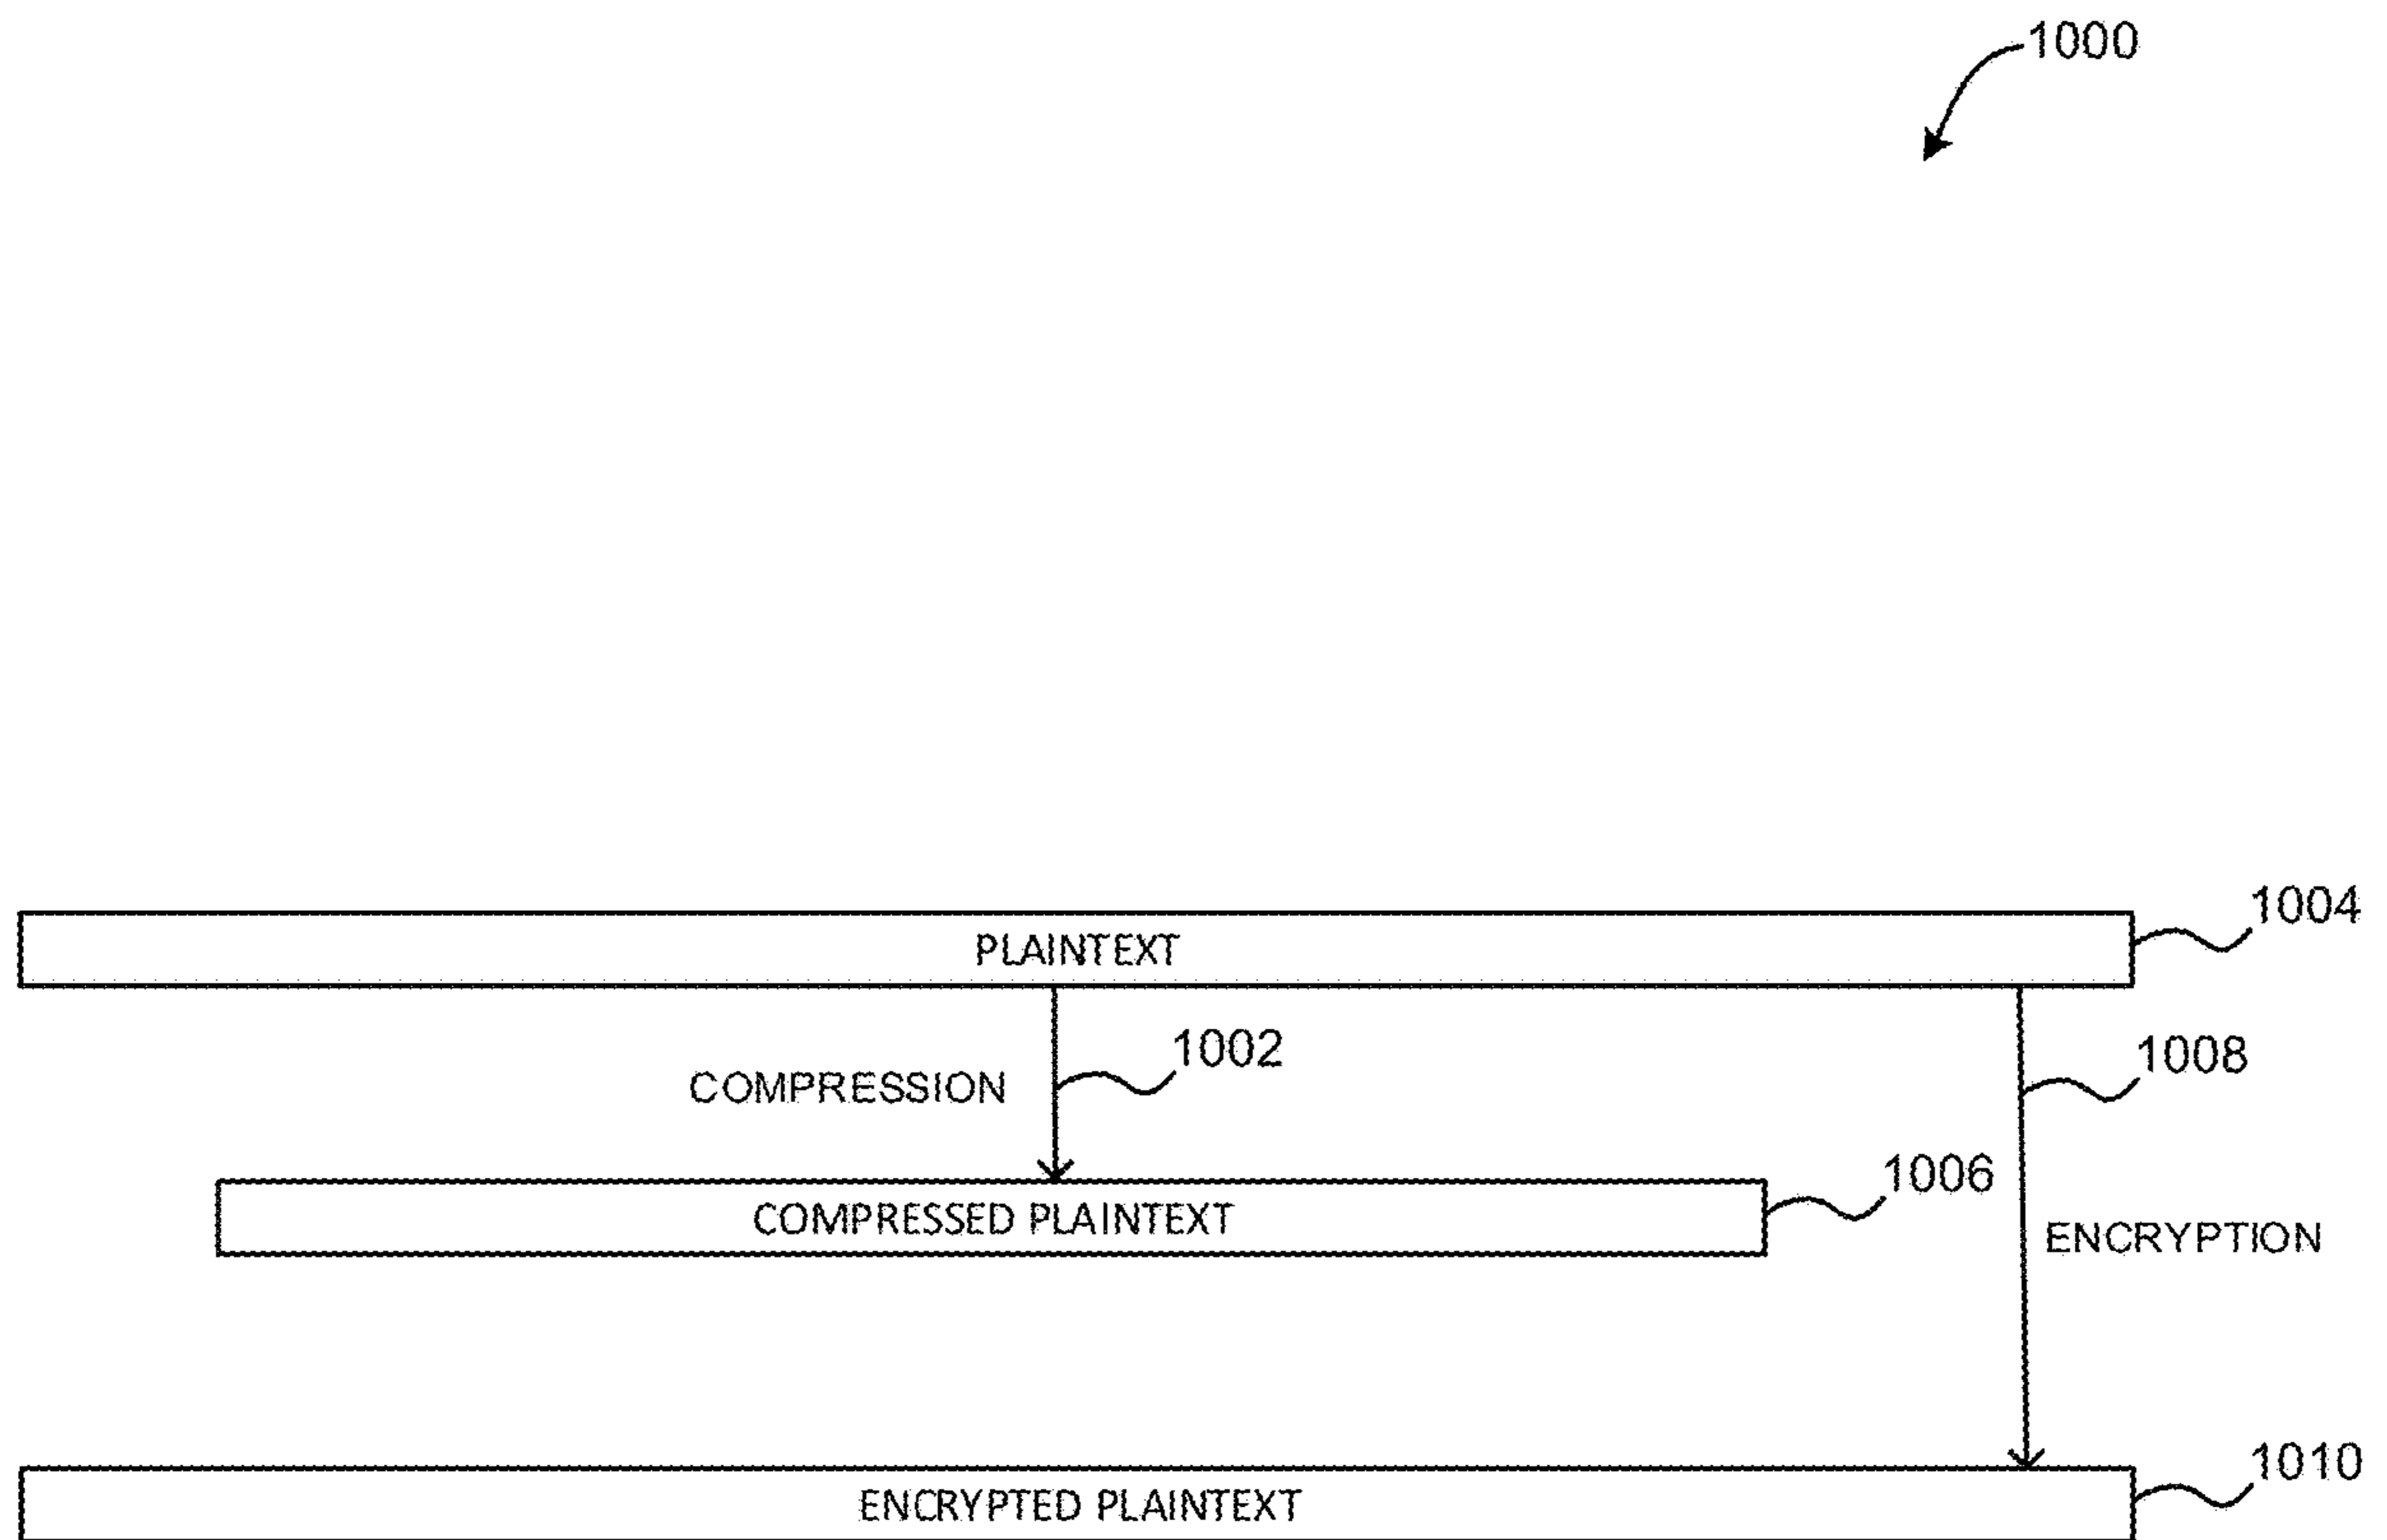 1000
1004
PLAINTEXT
1002
1008
COMPRESSION
1006
COMPRESSED PLAINTEXT
ENCRYPTION
1010
ENCRYPTED PLAINTEXT